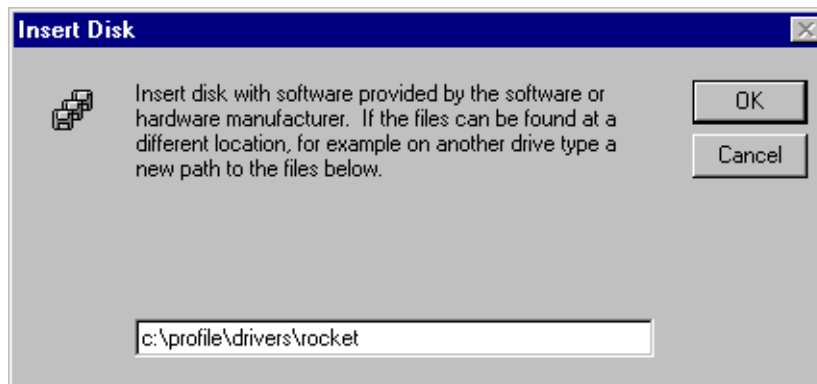 Insert Disk
Insert disk with software provided by the software or
hardware manufacturer.  If the files can be found at a
different location, for example on another drive type a
new path to the files below.
OK
Cancel
c:\profile\drivers\rocket